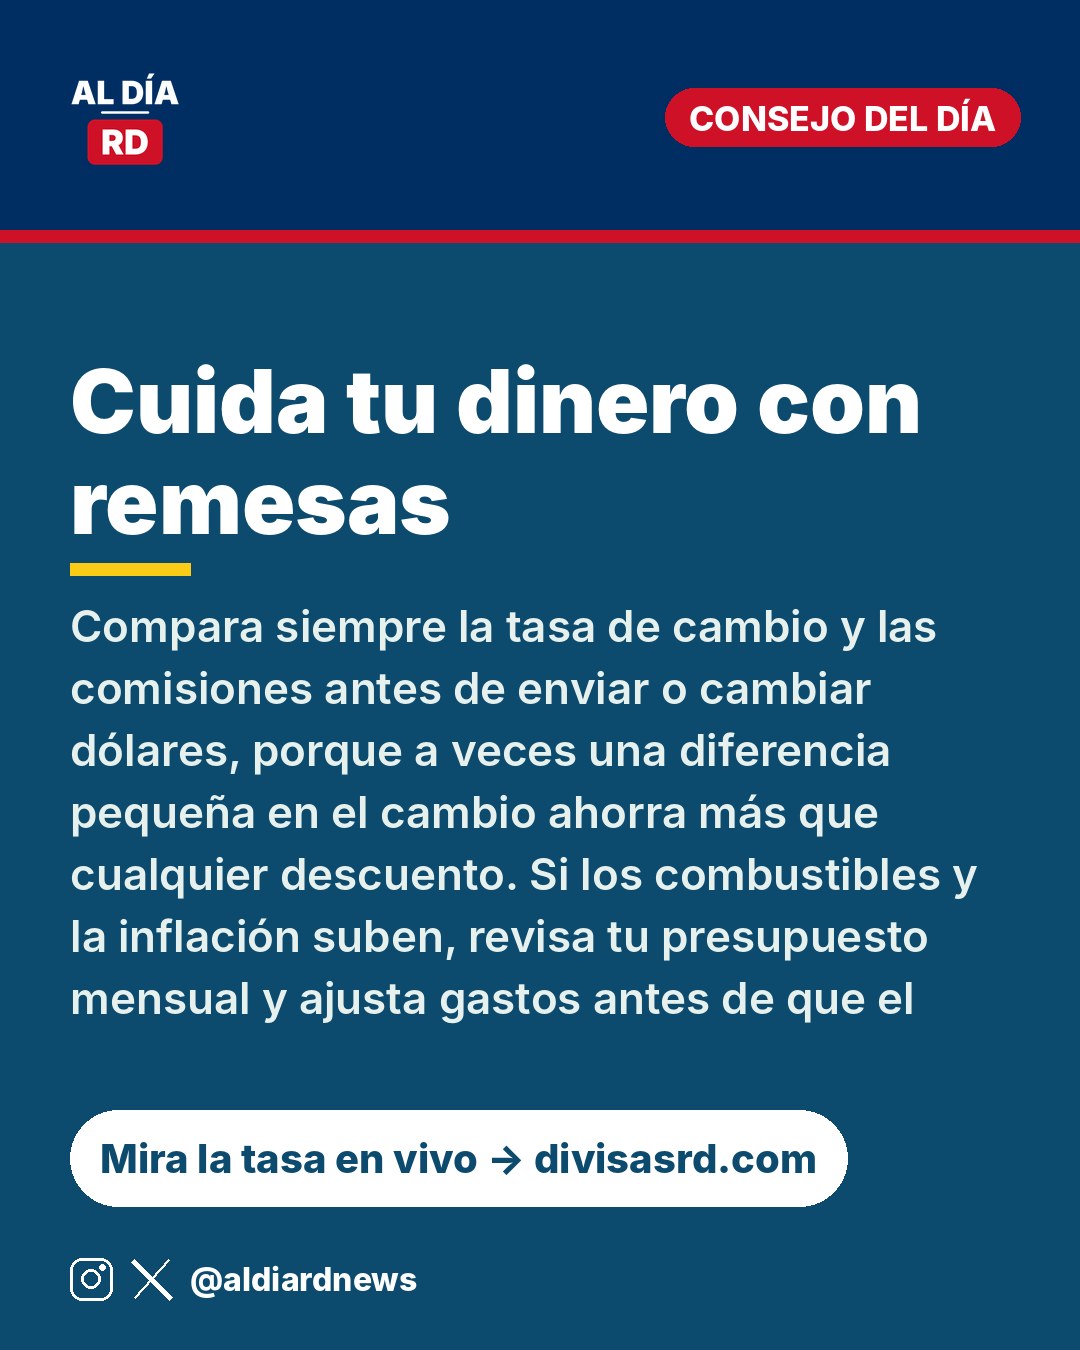 AL DÍA
RD
CONSEJO DEL DÍA
Cuida tu dinero con
remesas
Compara siempre la tasa de cambio y las
comisiones antes de enviar o cambiar
dólares, porque a veces una diferencia
pequeña en el cambio ahorra más que
cualquier descuento. Si los combustibles y
la inflación suben, revisa tu presupuesto
mensual y ajusta gastos antes de que el
Mira la tasa en vivo → divisasrd.com
@aldiardnews